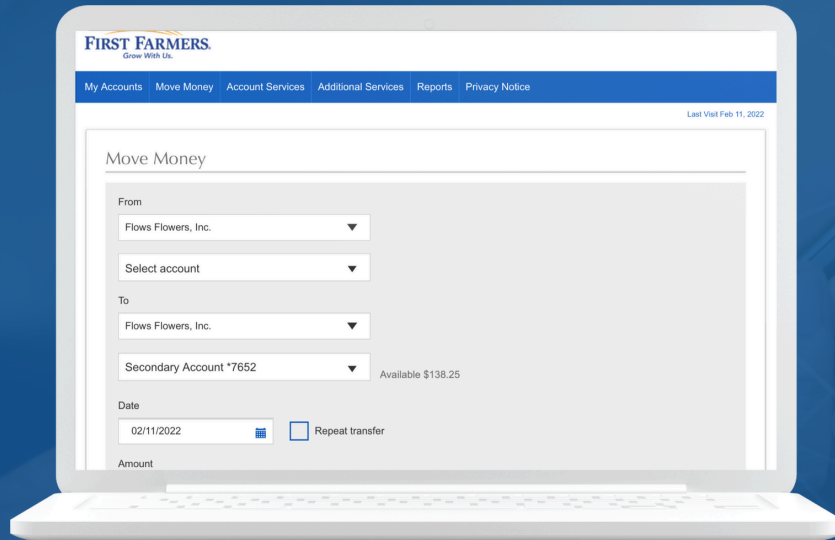 FIRST FARMERS.
Grow With Us.
My Accounts Move Money Account Services Additional Services Reports Privacy Notice
Last Visit Feb 11, 2022
Move Money
From
Flows Flowers, Inc.
Select account
To
Flows Flowers, Inc.
Secondary Account *7652
Available $138.25
Date
02/11/2022
Repeat transfer
Amount